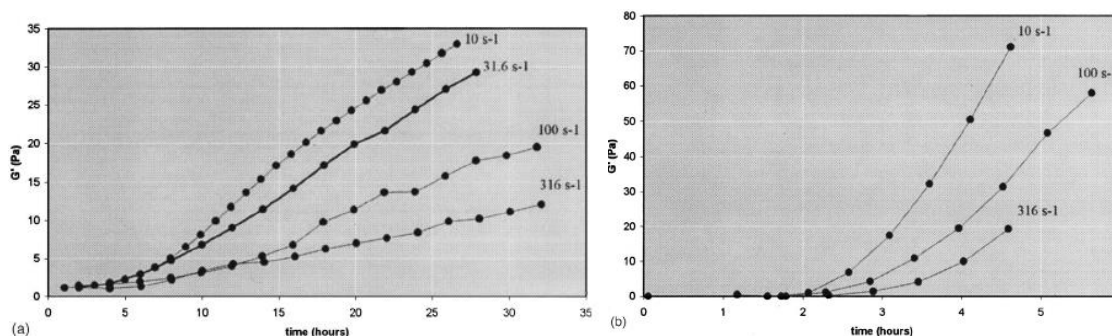 35
30
25
20
15
10
5
0
G' (Pa)
10 s-1
31.6 s-1
100 s-1
316 s-1
0 5 10 15 20 25 30 35
time (hours)
(a)
80
70
60
50
40
30
20
10
0
G' (Pa)
10 s-1
100 s-
316 s-1
0 1 2 3 4 5
time (hours)
(b)